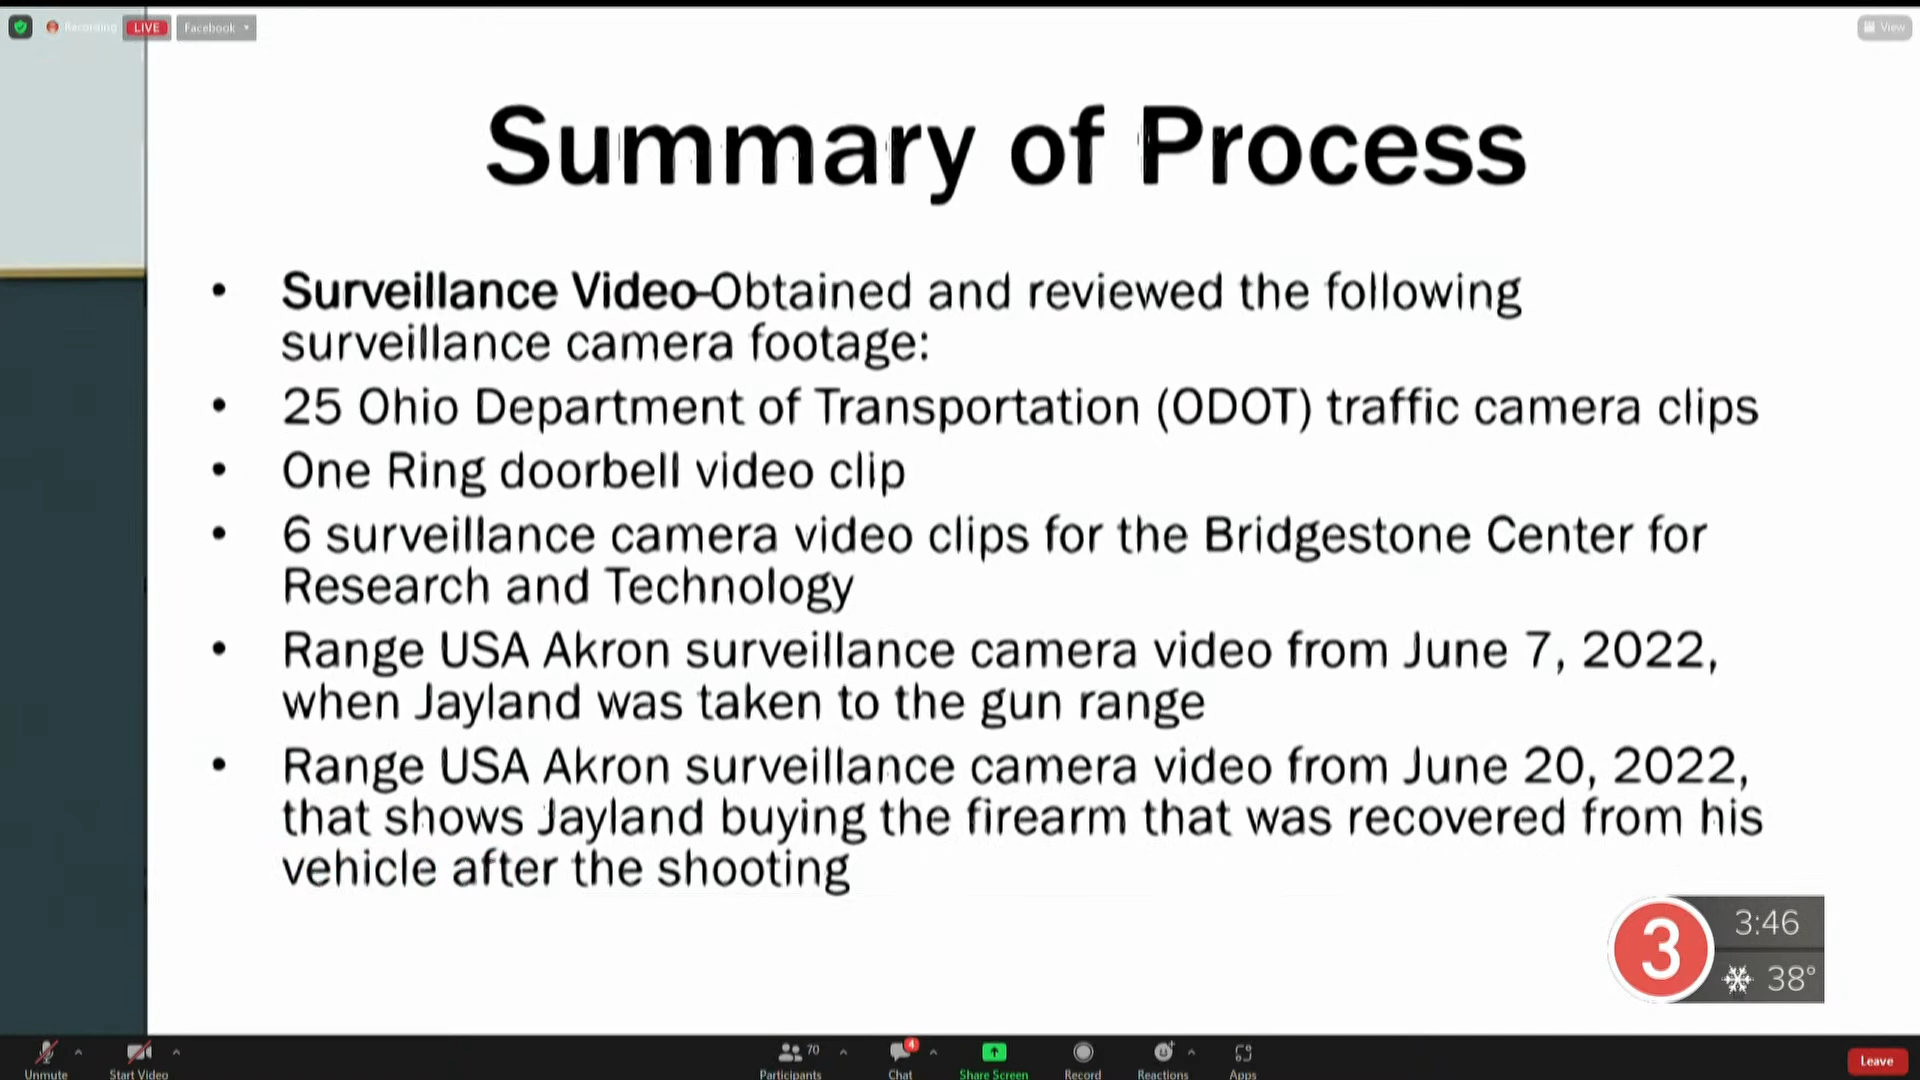 Recording LIVE Facebook View
Summary of Process
• Surveillance Video-Obtained and reviewed the following
surveillance camera footage:
• 25 Ohio Department of Transportation (ODOT) traffic camera clips
• One Ring doorbell video clip
• 6 surveillance camera video clips for the Bridgestone Center for
Research and Technology
• Range USA Akron surveillance camera video from June 7, 2022,
when Jayland was taken to the gun range
• Range USA Akron surveillance camera video from June 20, 2022,
that shows Jayland buying the firearm that was recovered from his
vehicle after the shooting
3 3:46
38°
70 4
Unmute Start Video Participants Chat Share Screen Record Reactions Apps Leave